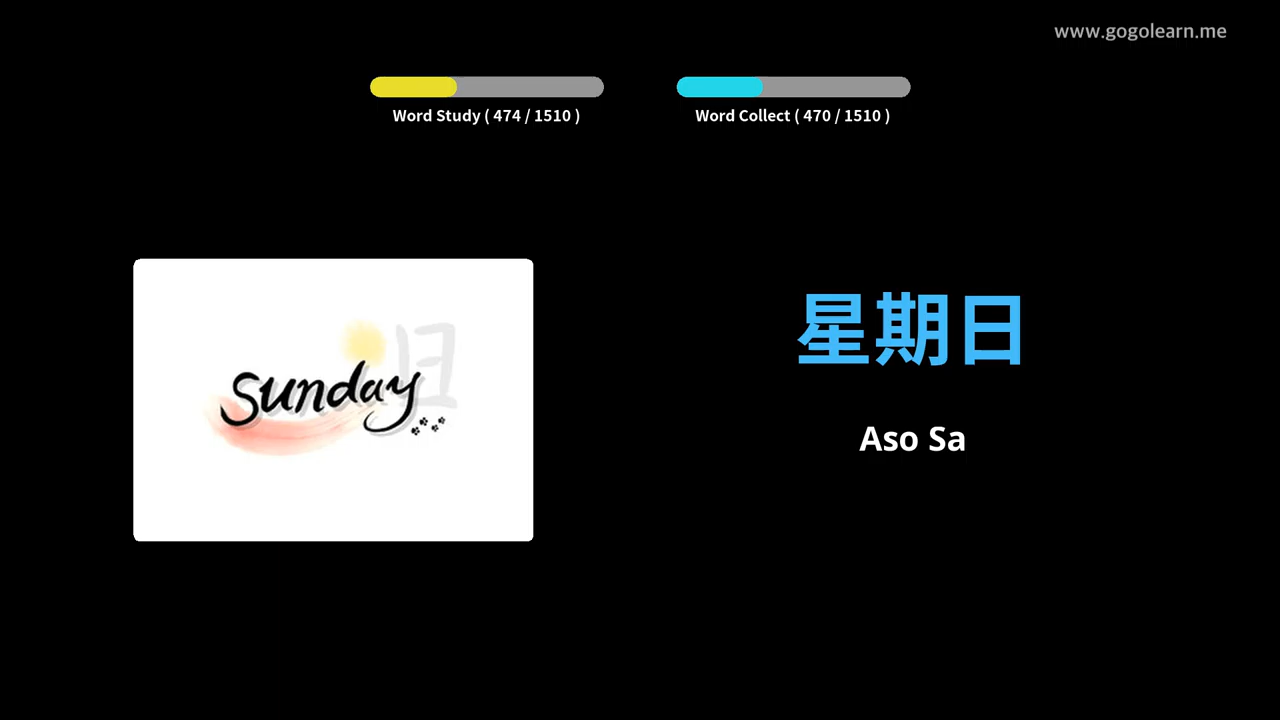 www.gogolearn.me
Word Study ( 474 / 1510 )
Word Collect ( 470 / 1510 )
日
Sunday
星期日
Aso Sa